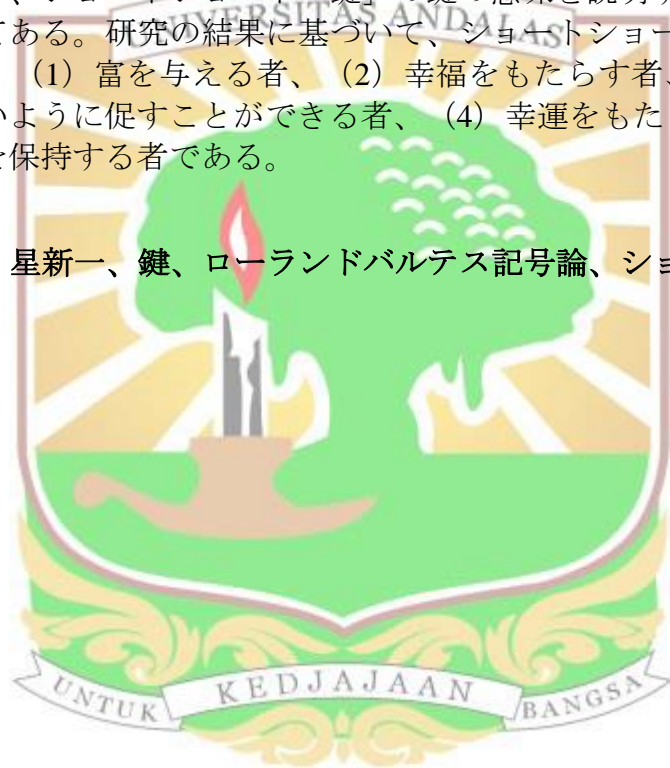 UNIVERSITAS ANDALAS
てある。研究の結果に基づいて、ショートショー
（1）富を与える者、（2）幸福をもたらす者、
いように促すことができる者、（4）幸運をもた
を保持する者である。
星新一、鍵、ローランドバルテス記号論、ショ
UNTUK KEDJAJAAN BANGSA